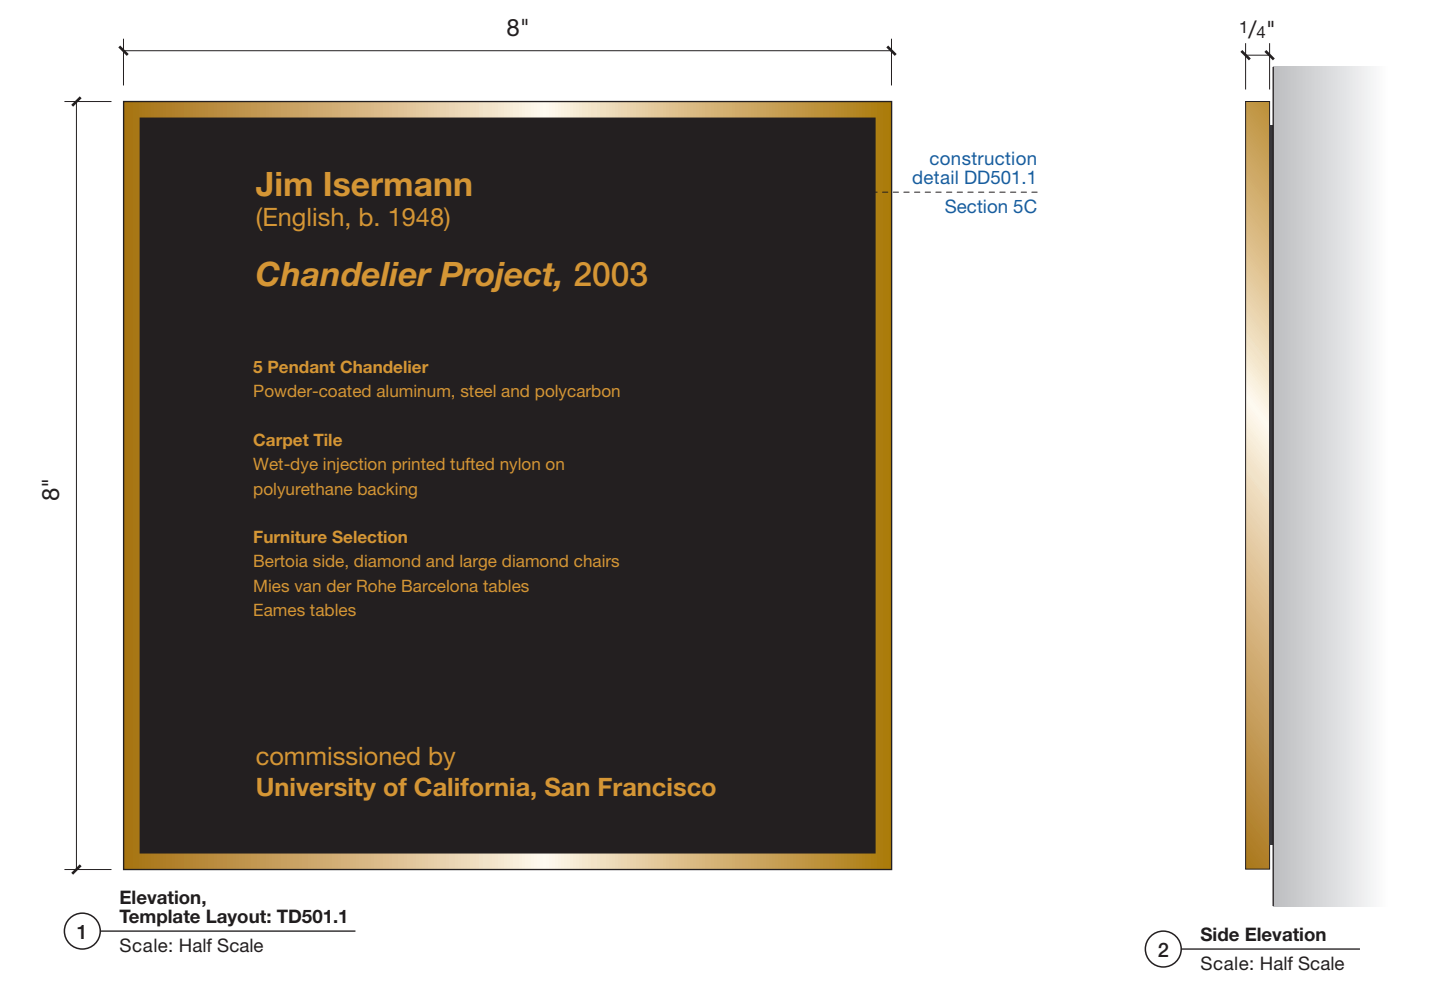 8"
1/4"
8"
Jim Isermann
(English, b. 1948)
Chandelier Project, 2003
5 Pendant Chandelier
Powder-coated aluminum, steel and polycarbon
Carpet Tile
Wet-dye injection printed tufted nylon on
polyurethane backing
Furniture Selection
Bertoia side, diamond and large diamond chairs
Mies van der Rohe Barcelona tables
Eames tables
commissioned by
University of California, San Francisco
construction
detail DD501.1
Section 5C
1
Elevation,
Template Layout: TD501.1
Scale: Half Scale
2
Side Elevation
Scale: Half Scale